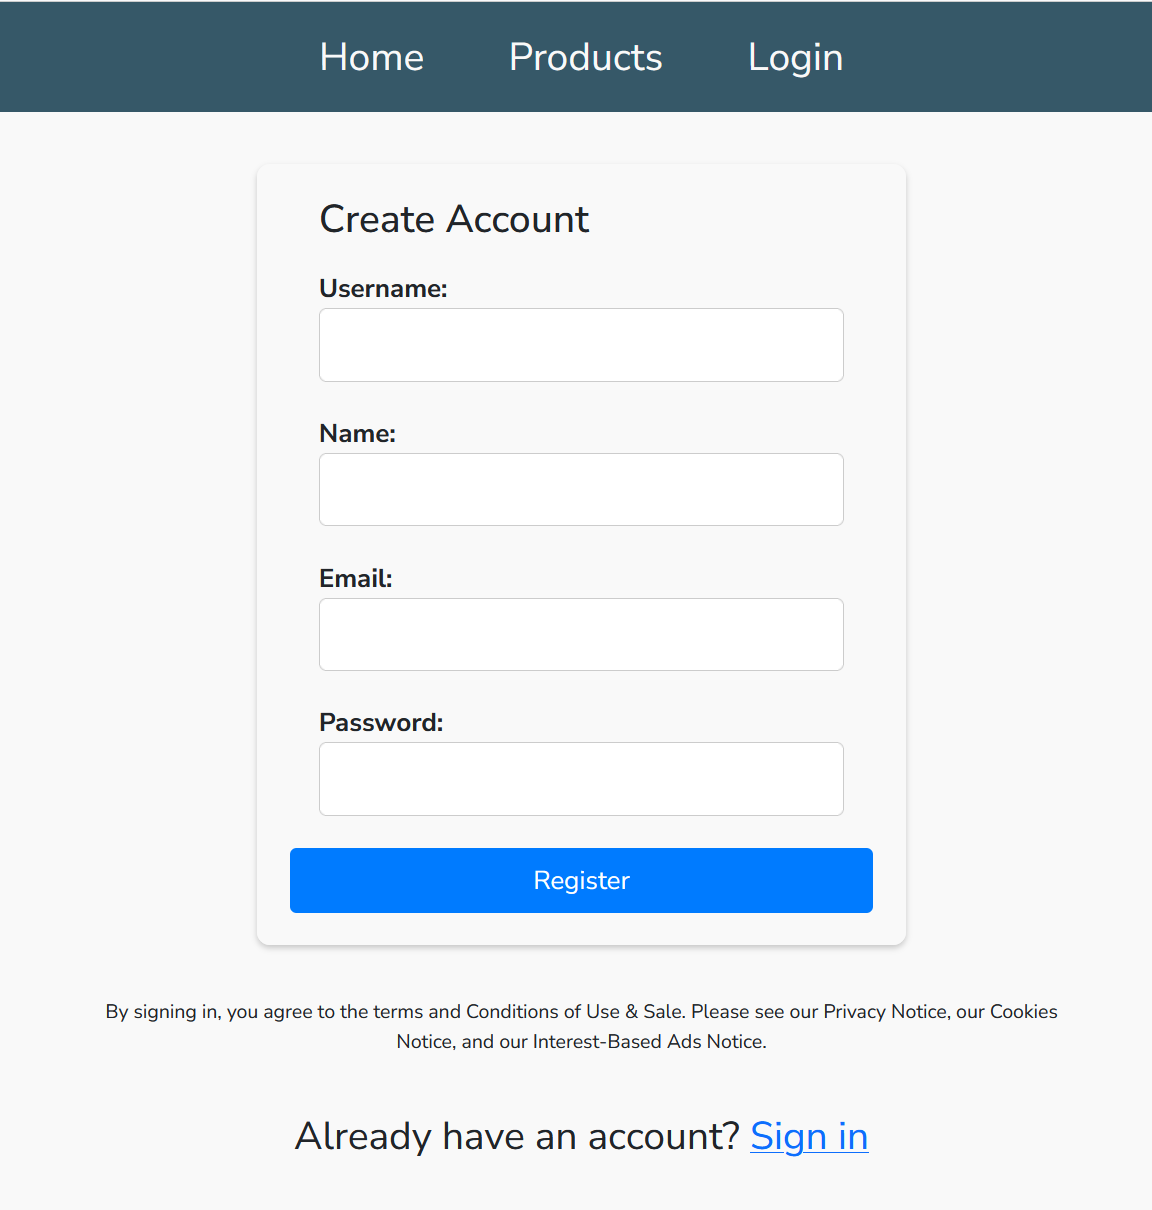 Home Products Login
Create Account
Username:
Name:
Email:
Password:
Register
By signing in, you agree to the terms and Conditions of Use & Sale. Please see our Privacy Notice, our Cookies
Notice, and our Interest-Based Ads Notice.
Already have an account? Sign in